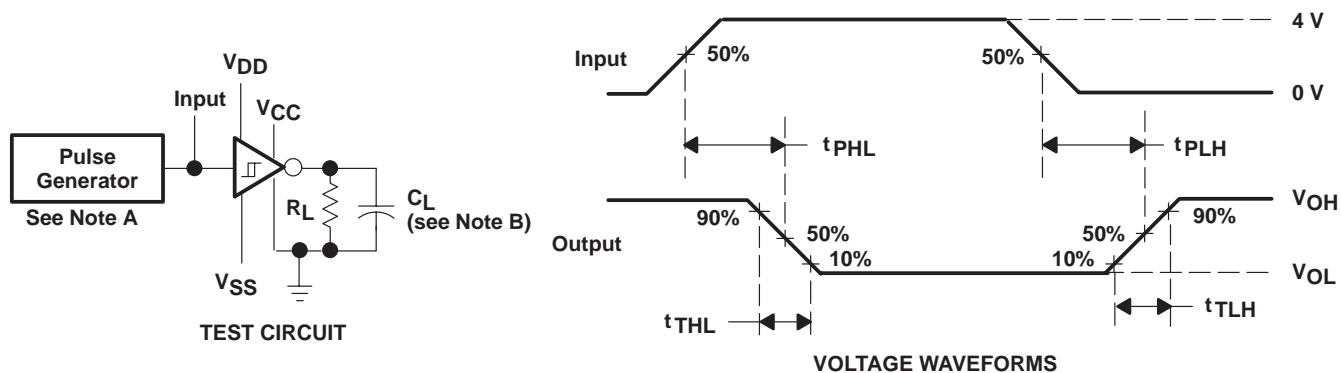 VDD
Input
VCC
Pulse
Generator
See Note A
RL
CL
(see Note B)
VSS
TEST CIRCUIT
Input
50%
50%
4 V
0 V
tPHL
tPLH
Output
90%
50%
10%
10%
50%
90%
VOH
VOL
tTHL
tTLH
VOLTAGE WAVEFORMS